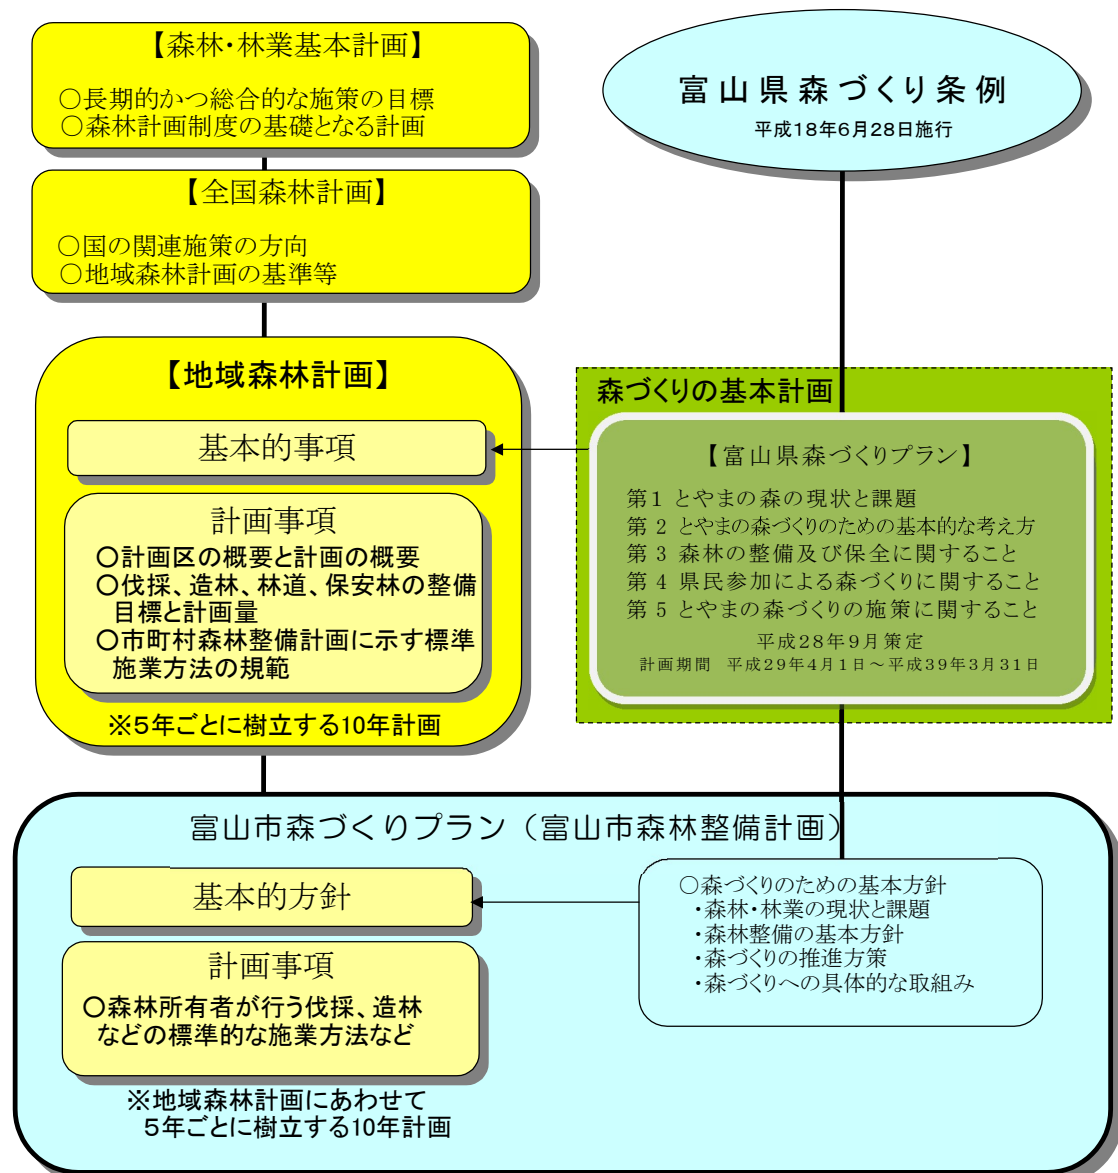 【森林・林業基本計画】
○長期的かつ総合的な施策の目標
○森林計画制度の基礎となる計画
富山県森づくり条例
平成18年6月28日施行
【全国森林計画】
○国の関連施策の方向
○地域森林計画の基準等
【地域森林計画】
基本的事項
計画事項
○計画区の概要と計画の概要
○伐採、造林、林道、保安林の整備
目標と計画量
○市町村森林整備計画に示す標準
施業方法の規範
※5年ごとに樹立する10年計画
森づくりの基本計画
【富山県森づくりプラン】
第1 とやまの森の現状と課題
第2 とやまの森づくりのための基本的な考え方
第3 森林の整備及び保全に関すること
第4 県民参加による森づくりに関すること
第5 とやまの森づくりの施策に関すること
平成28年9月策定
計画期間 平成29年4月1日～平成39年3月31日
富山市森づくりプラン（富山市森林整備計画）
基本的方針
計画事項
○森林所有者が行う伐採、造林
などの標準的な施業方法など
※地域森林計画にあわせて
5年ごとに樹立する10年計画
○森づくりのための基本方針
・森林・林業の現状と課題
・森林整備の基本方針
・森づくりの推進方策
・森づくりへの具体的な取組み